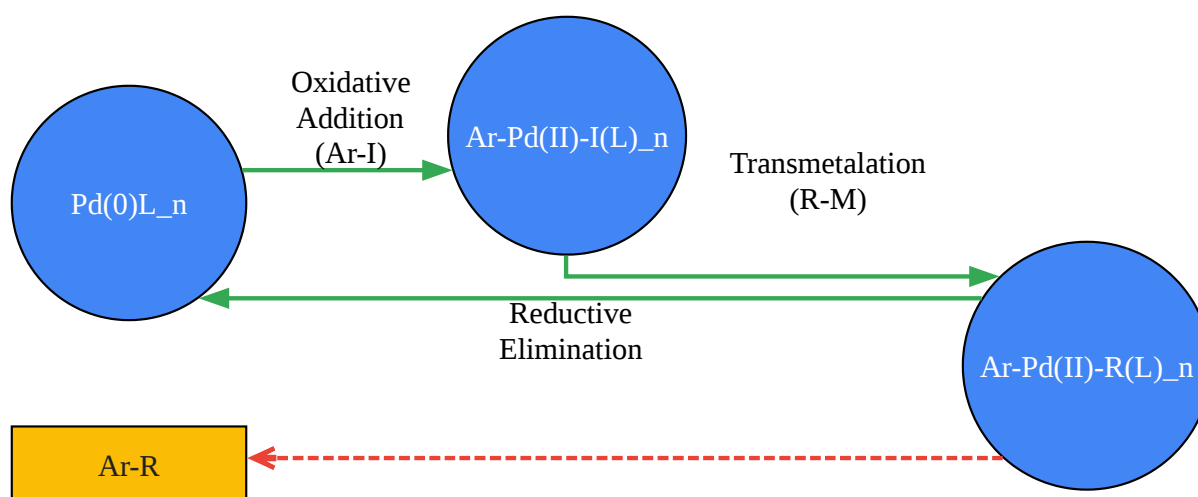 Oxidative
Addition
(Ar-I)
Pd(0)L_n
Ar-Pd(II)-I(L)_n
Transmetalation
(R-M)
Reductive
Elimination
Ar-Pd(II)-R(L)_n
Ar-R